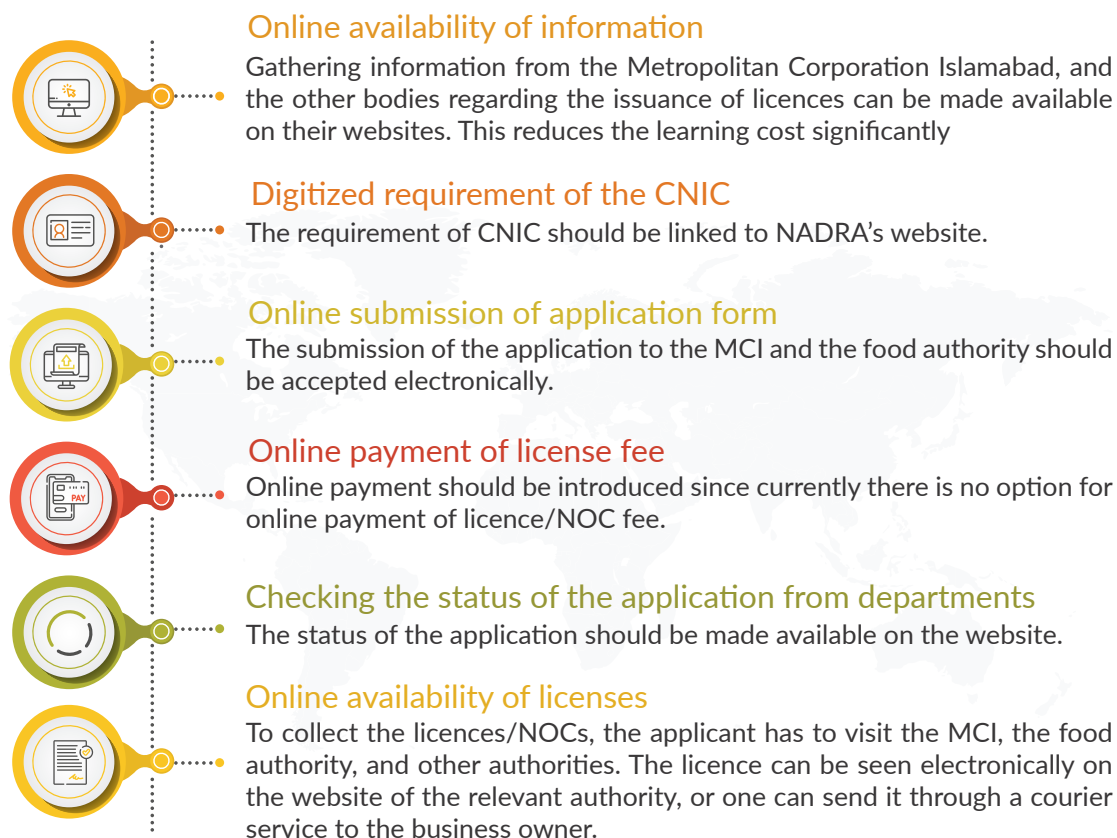 Online availability of information
Gathering information from the Metropolitan Corporation Islamabad, and
the other bodies regarding the issuance of licences can be made available
on their websites. This reduces the learning cost significantly
Digitized requirement of the CNIC
The requirement of CNIC should be linked to NADRA’s website.
Online submission of application form
The submission of the application to the MCI and the food authority should
be accepted electronically.
Online payment of license fee
PAY
Online payment should be introduced since currently there is no option for
online payment of licence/NOC fee.
Checking the status of the application from departments
The status of the application should be made available on the website.
Online availability of licenses
To collect the licences/NOCs, the applicant has to visit the MCI, the food
authority, and other authorities. The licence can be seen electronically on
the website of the relevant authority, or one can send it through a courier
service to the business owner.